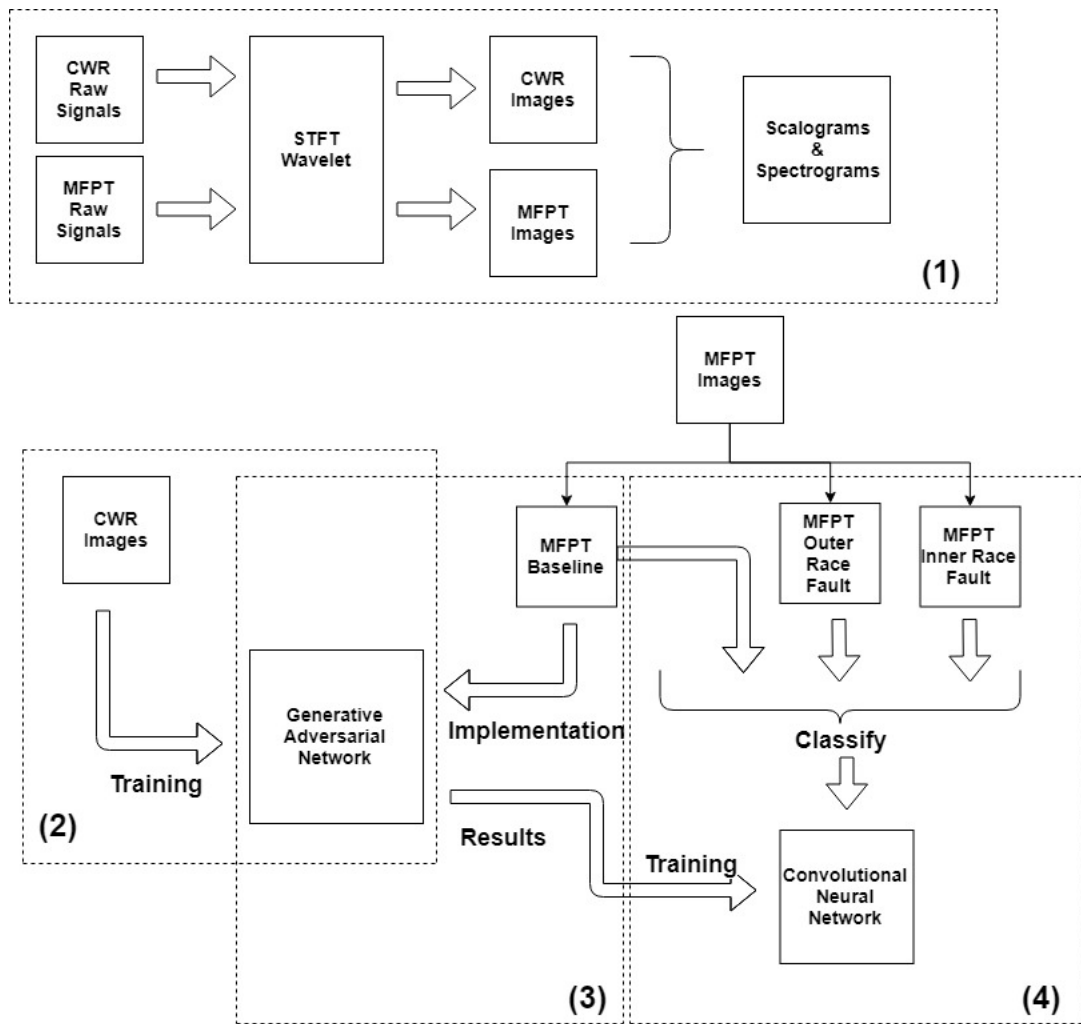 CWR
Raw
Signals
MFPT
Raw
Signals
STFT
Wavelet
CWR
Images
MFPT
Images
Scalograms
&
Spectrograms
(1)
MFPT
Images
CWR
Images
MFPT
Baseline
MFPT
Outer
Race
Fault
MFPT
Inner Race
Fault
Generative
Adversarial
Network
Implementation
Training
Classify
(2)
Results
Training
Convolutional
Neural
Network
(3)
(4)